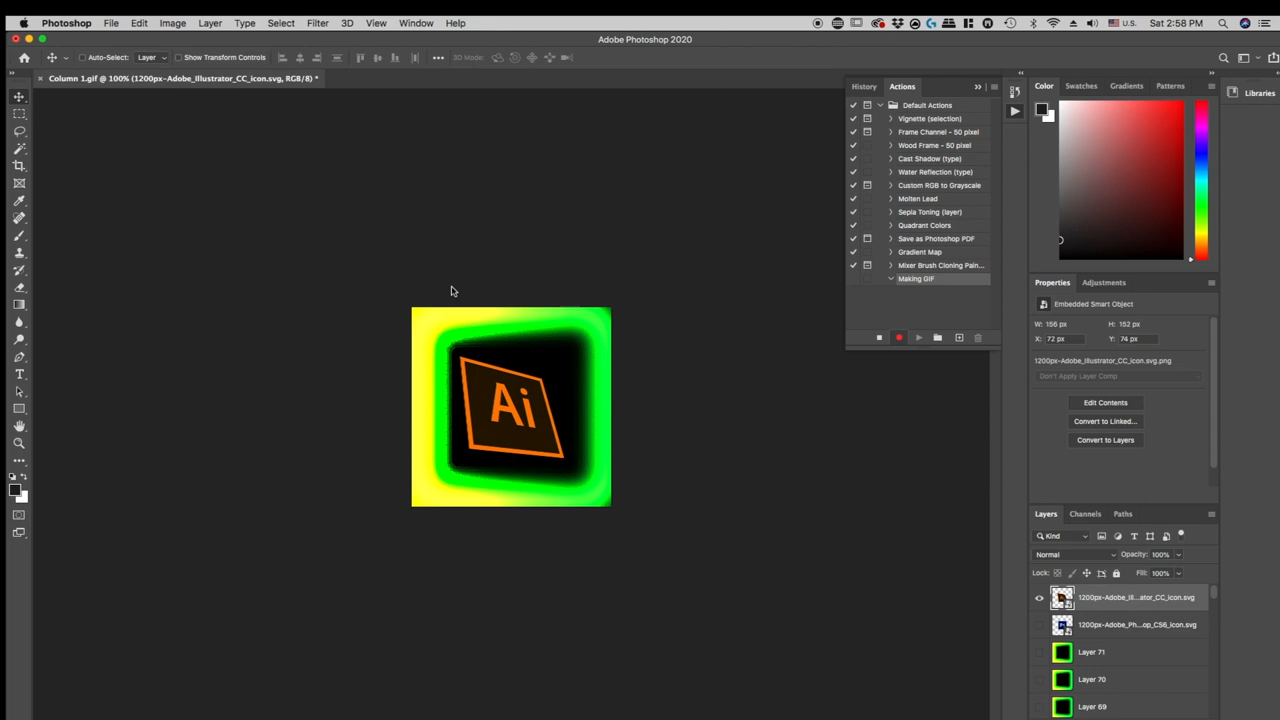 Photoshop File Edit Image Layer Type Select Filter 3D View Window Help U.S. Sat 2:58 PM
Adobe Photoshop 2020
Auto-Select: Layer Show Transform Controls 3D Mode:
Column 1.gif @ 100% (1200px-Adobe_Illustrator_CC_icon.svg, RGB/8) *
History Actions
Default Actions
Vignette (selection)
Frame Channel - 50 pixel
Wood Frame - 50 pixel
Cast Shadow (type)
Water Reflection (type)
Custom RGB to Grayscale
Molten Lead
Sepia Toning (layer)
Quadrant Colors
Save as Photoshop PDF
Gradient Map
Mixer Brush Cloning Pain...
Making GIF
Ai
Color Swatches Gradients Patterns
Libraries
Properties Adjustments
Embedded Smart Object
W: 156 px H: 152 px
X: 72 px Y: 74 px
1200px-Adobe_Illustrator_CC_icon.svg.png
Don't Apply Layer Comp
Edit Contents
Convert to Linked...
Convert to Layers
Layers Channels Paths
Kind
Normal Opacity: 100%
Lock: Fill: 100%
1200px-Adobe_Ill...ator_CC_icon.svg
1200px-Adobe_Ph...op_CS6_icon.svg
Layer 71
Layer 70
Layer 69